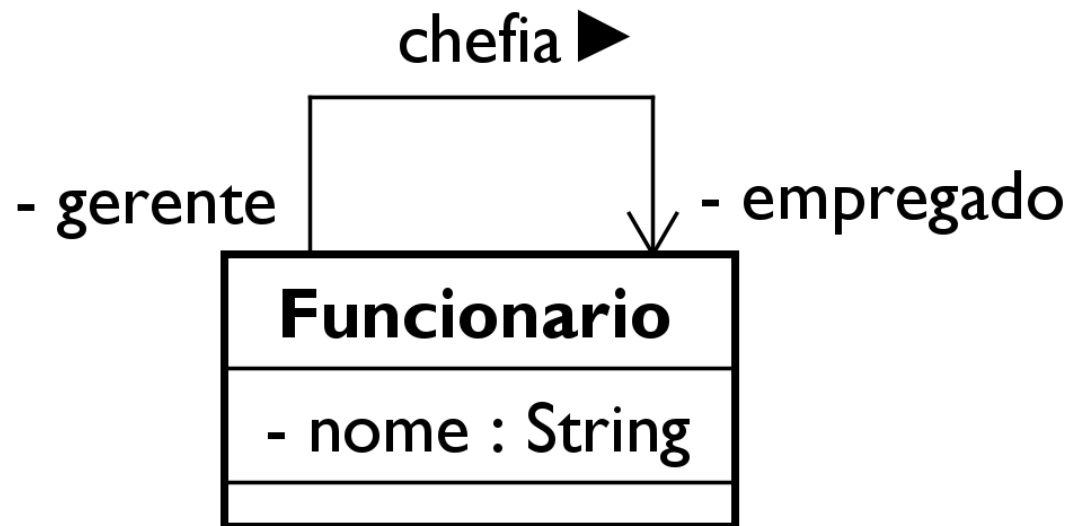 chefia ▶
- gerente
- empregado
Funcionario
- nome : String